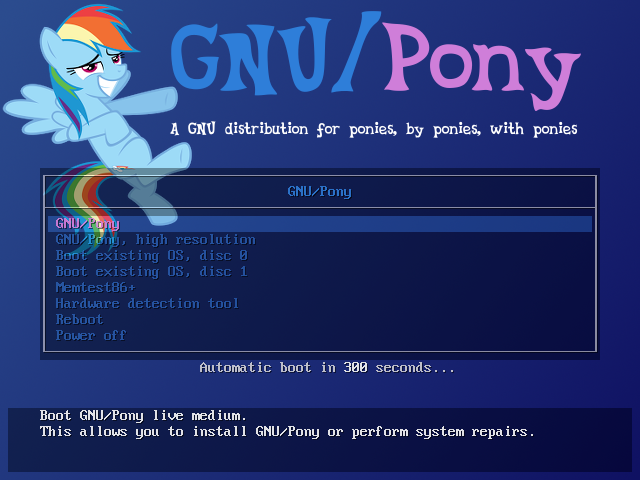 GNU/Pony
A GNU distribution for ponies, by ponies, with ponies
GNU/Pony
GNU/Pony
GNU/Pony, high resolution
Boot existing OS, disc 0
Boot existing OS, disc 1
Memtest86+
Hardware detection tool
Reboot
Power off
Automatic boot in 300 seconds...
Boot GNU/Pony live medium.
This allows you to install GNU/Pony or perform system repairs.